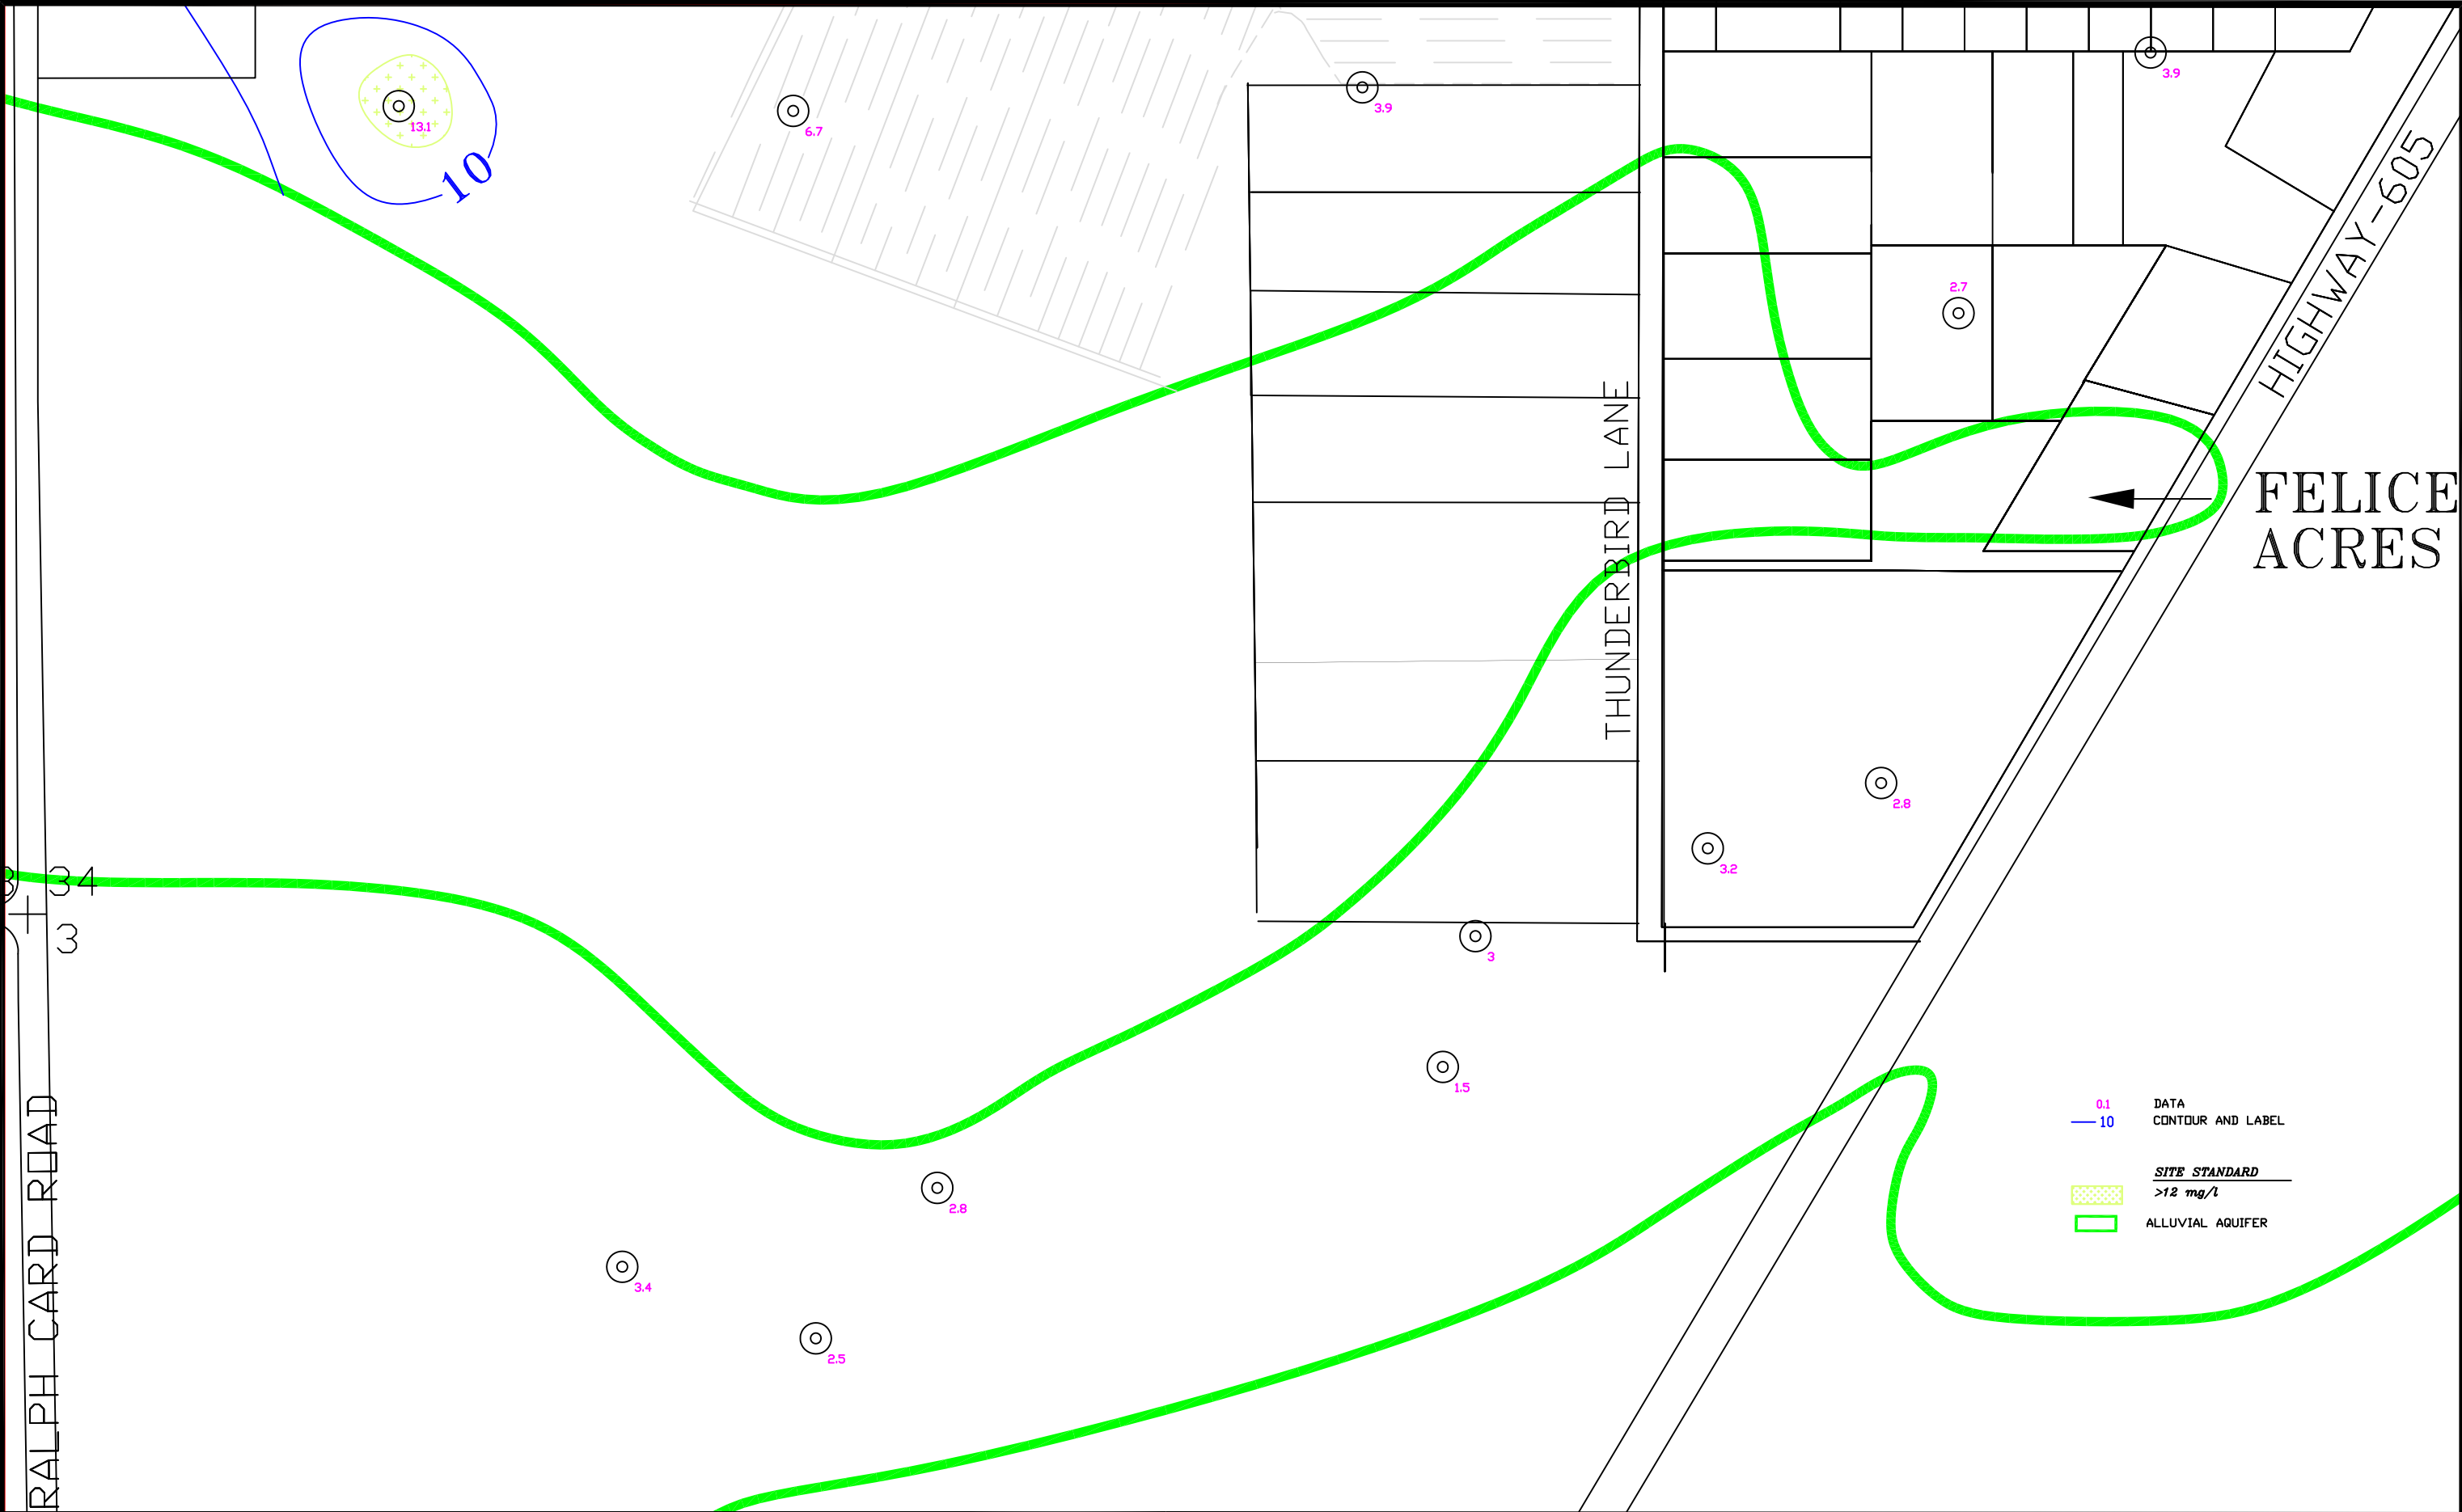 3.9
3.9
6.7
13.1
10
HIGHWAY-605
2.7
THUNDERBIRD LANE
FELICE
ACRES
2.8
3.2
34
3
3
1.5
2.8
3.4
2.5
RALPH CARD ROAD
0.1 DATA
10 CONTOUR AND LABEL
SITE STANDARD
>12 mg/l
ALLUVIAL AQUIFER